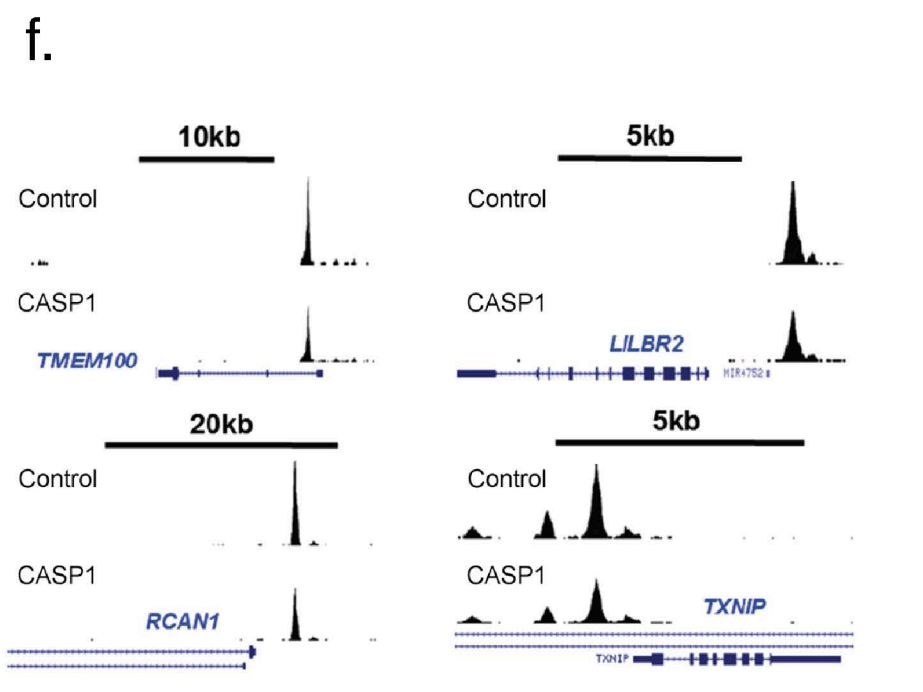 f.
10kb
Control
CASP1
TMEM100
5kb
Control
CASP1
LILBR2
MIR4752
20kb
Control
CASP1
RCAN1
5kb
Control
CASP1
TXNIP
TXNIP